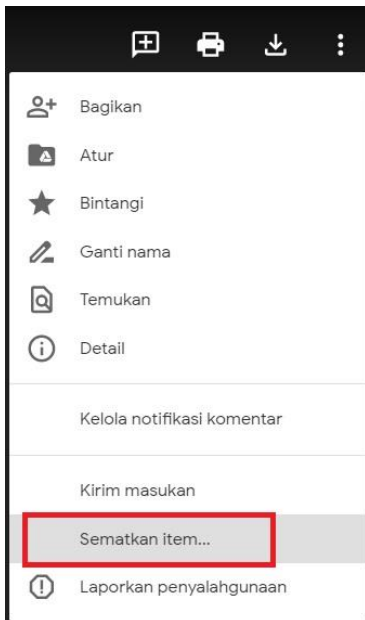 Bagikan
Atur
Bintangi
Ganti nama
Temukan
Detail
Kelola notifikasi komentar
Kirim masukan
Sematkan item...
Laporkan penyalahgunaan